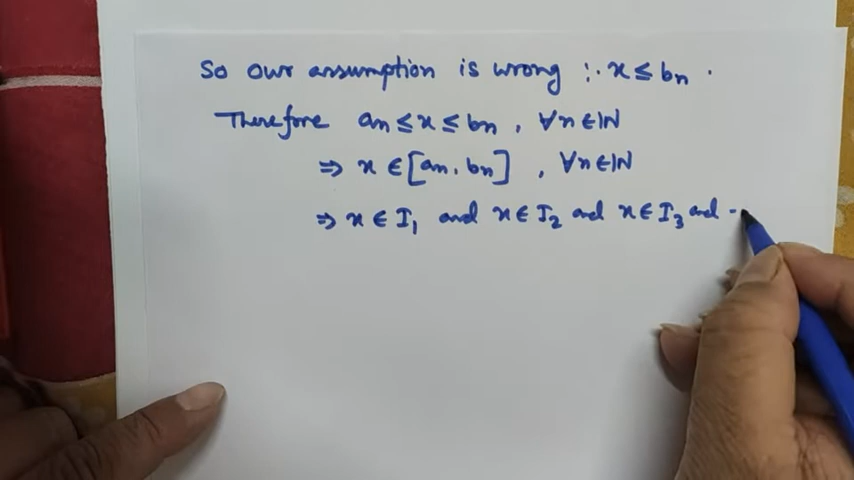 So our assumption is wrong ∴ x ≤ bₙ .
Therefore aₙ ≤ x ≤ bₙ , ∀n∈ℕ
⇒ x ∈ [aₙ, bₙ] , ∀n∈ℕ
⇒ x ∈ I₁ and x ∈ I₂ and x ∈ I₃ and -